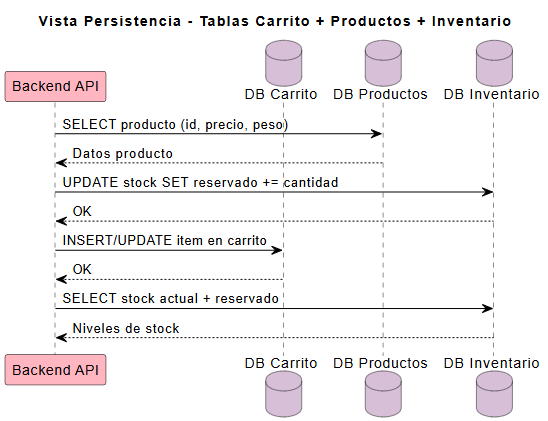 Vista Persistencia - Tablas Carrito + Productos + Inventario
Backend API
DB Carrito
DB Productos
DB Inventario
SELECT producto (id, precio, peso)
Datos producto
UPDATE stock SET reservado += cantidad
OK
INSERT/UPDATE item en carrito
OK
SELECT stock actual + reservado
Niveles de stock
Backend API
DB Carrito
DB Productos
DB Inventario